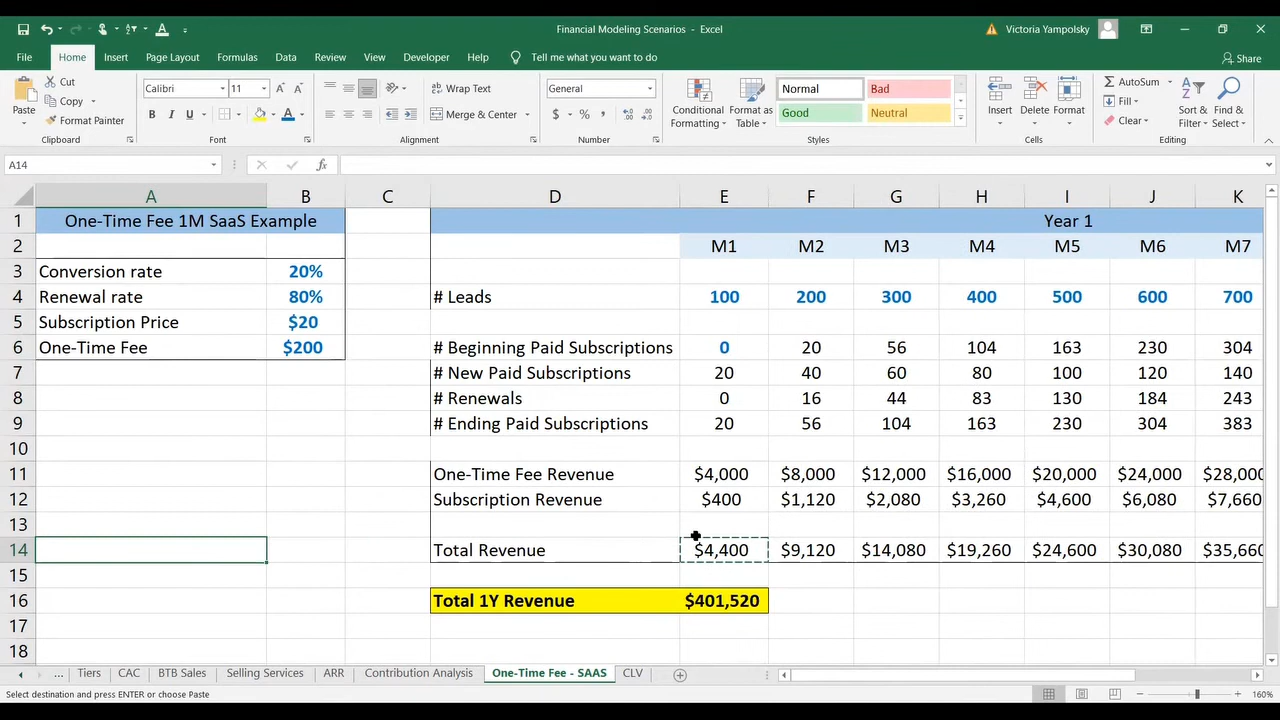 Financial Modeling Scenarios - Excel
Victoria Yampolsky
File Home Insert Page Layout Formulas Data Review View Developer Help Tell me what you want to do Share
Paste Cut Copy Format Painter
Calibri 11 B I U
Wrap Text Merge & Center
General $ % ,
Conditional Formatting Format as Table
Normal Bad Good Neutral
Insert Delete Format
AutoSum Fill Clear
Sort & Filter Find & Select
Clipboard Font Alignment Number Styles Cells Editing
A14 fx
A B C D E F G H I J K
1 One-Time Fee 1M SaaS Example Year 1
2 M1 M2 M3 M4 M5 M6 M7
3 Conversion rate 20%
4 Renewal rate 80% # Leads 100 200 300 400 500 600 700
5 Subscription Price $20
6 One-Time Fee $200 # Beginning Paid Subscriptions 0 20 56 104 163 230 304
7 # New Paid Subscriptions 20 40 60 80 100 120 140
8 # Renewals 0 16 44 83 130 184 243
9 # Ending Paid Subscriptions 20 56 104 163 230 304 383
10
11 One-Time Fee Revenue $4,000 $8,000 $12,000 $16,000 $20,000 $24,000 $28,000
12 Subscription Revenue $400 $1,120 $2,080 $3,260 $4,600 $6,080 $7,660
13
14 Total Revenue $4,400 $9,120 $14,080 $19,260 $24,600 $30,080 $35,660
15
16 Total 1Y Revenue $401,520
17
18
... Tiers CAC BTB Sales Selling Services ARR Contribution Analysis One-Time Fee - SAAS CLV
Select destination and press ENTER or choose Paste 160%